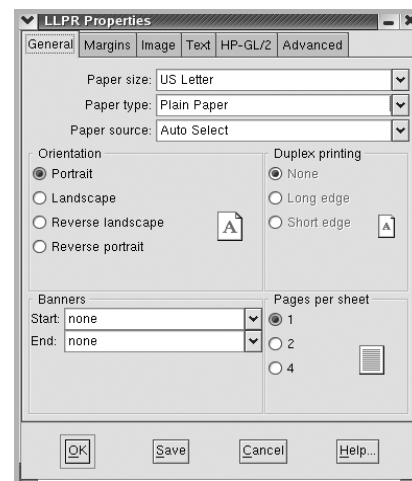 LLPR Properties
General Margins Image Text HP-GL/2 Advanced
Paper size: US Letter
Paper type: Plain Paper
Paper source: Auto Select
Orientation
Portrait
Landscape
Reverse landscape
Reverse portrait
A
Duplex printing
None
Long edge
Short edge
A
Banners
Start: none
End: none
Pages per sheet
1
2
4
OK Save Cancel Help...